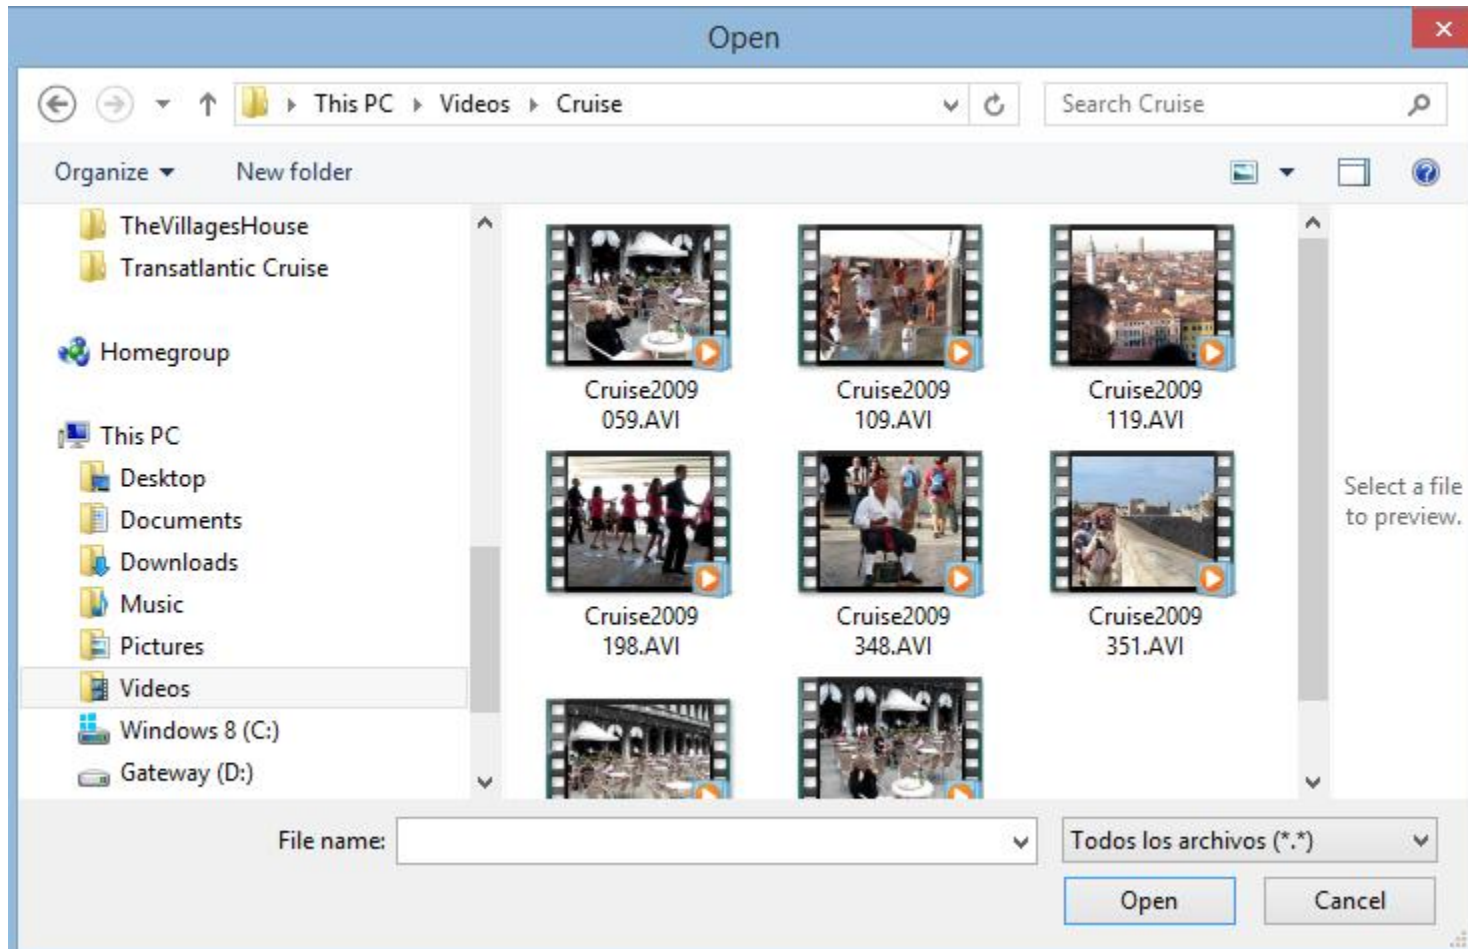 Open
This PC Videos Cruise
Search Cruise
Organize
New folder
TheVillagesHouse
Transatlantic Cruise
Homegroup
This PC
Desktop
Documents
Downloads
Music
Pictures
Videos
Windows 8 (C:)
Gateway (D:)
Cruise2009
059.AVI
Cruise2009
109.AVI
Cruise2009
119.AVI
Cruise2009
198.AVI
Cruise2009
348.AVI
Cruise2009
351.AVI
Select a file
to preview.
File name:
Todos los archivos (*.*)
Open
Cancel